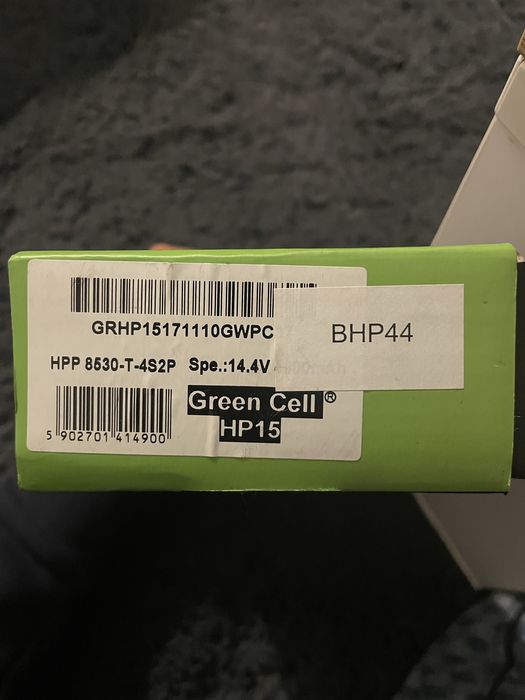 GRHP15171110GWPC
BHP44
HPP 8530-T-4S2P Spe.:14.4V
Green Cell®
HP15
5 902701 414900